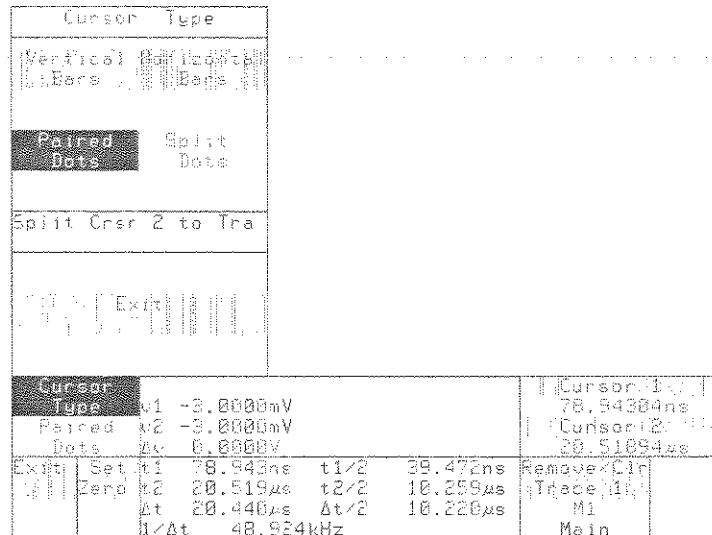 Cursor Type
Vertical Horizontal
Bars Bars
Paired Split
Dots Dots
Split Crsr 2 to Tra
Exit
Cursor
Type
Paired
Dots
v1 -3.0000mV
v2 -3.0000mV
Δv 0.0000V
Cursor 1
78.94304ns
Cursor 2
20.51894µs
Exit Set
Zero
t1 78.943ns t1/2 39.472ns
t2 20.519µs t2/2 10.259µs
Δt 20.440µs Δt/2 10.220µs
1/Δt 48.924kHz
Remove/Clr
Trace 1
M1
Main